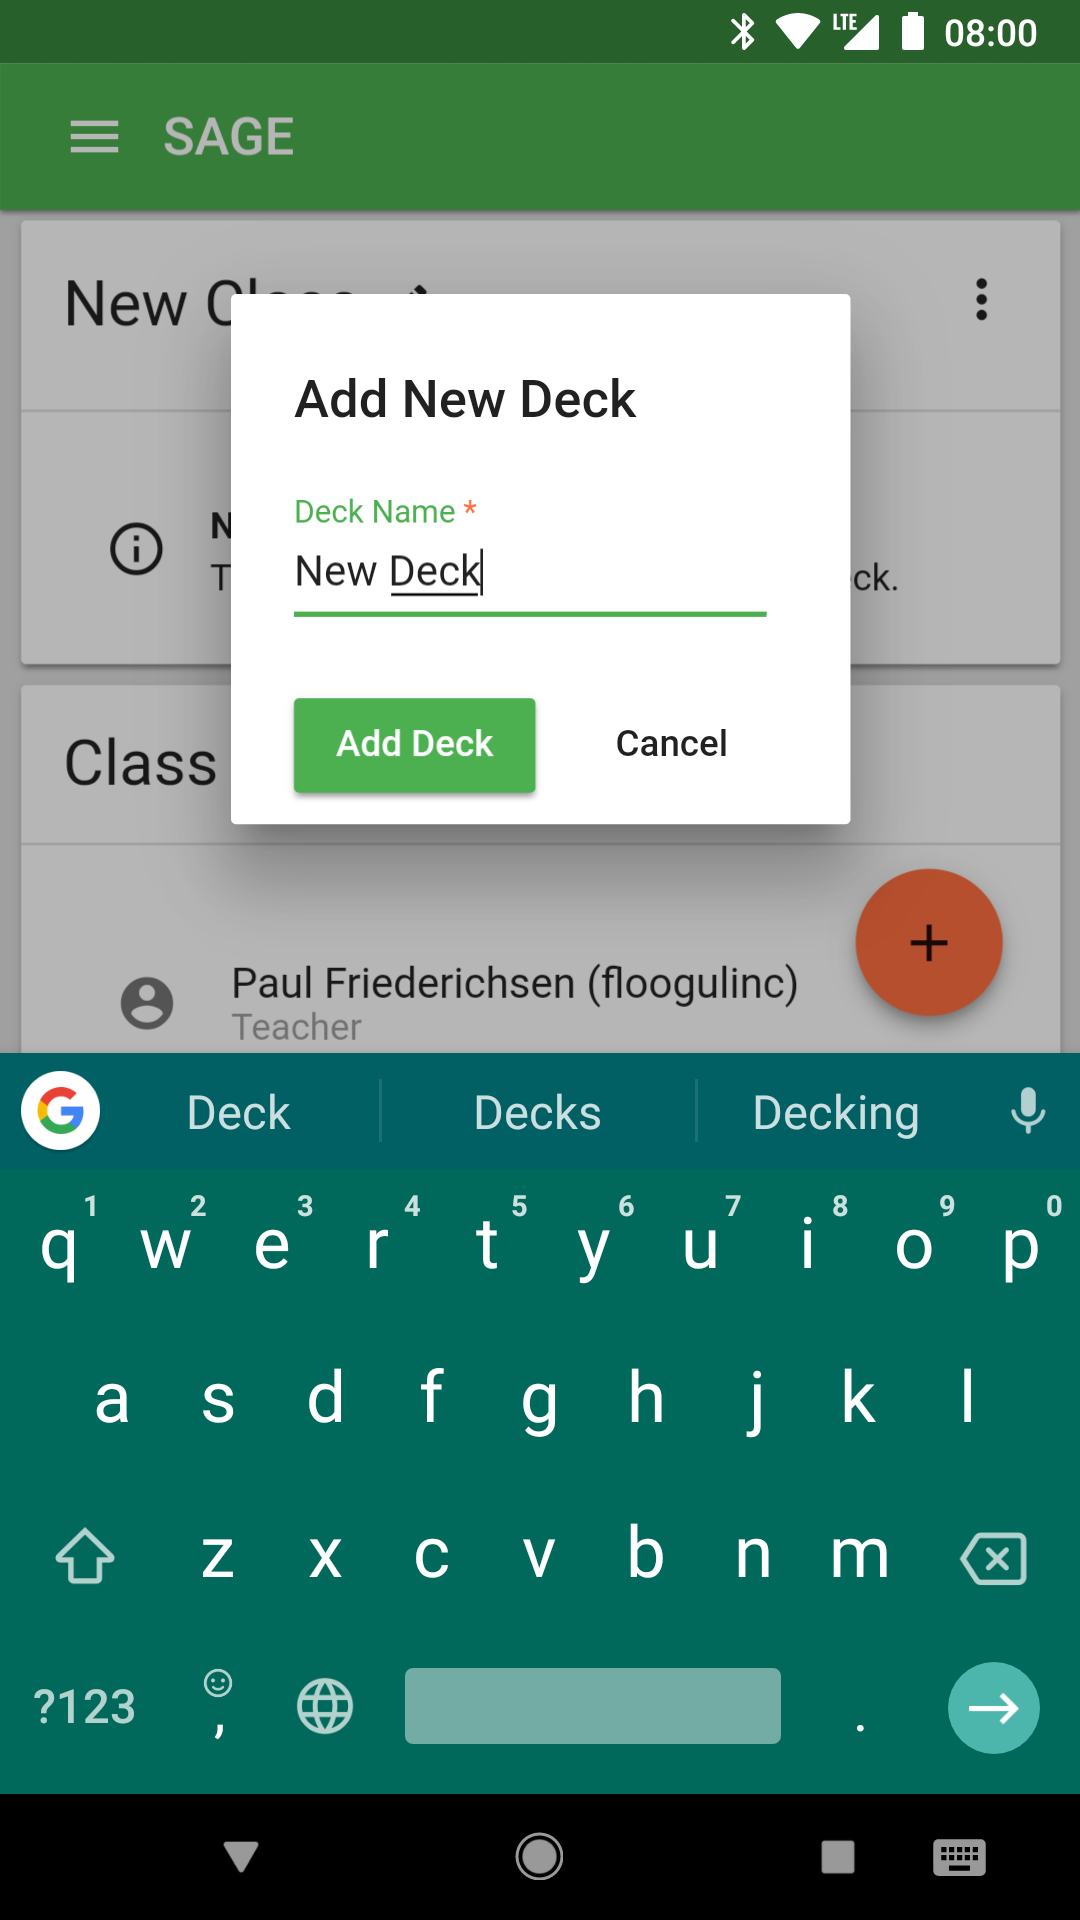 LTE 08:00
SAGE
New Class
Add New Deck
Deck Name *
New Deck
N
T
ck.
Add Deck
Cancel
Class
Paul Friederichsen (floogulinc)
Teacher
Deck
Decks
Decking
1 2 3 4 5 6 7 8 9 0
q w e r t y u i o p
a s d f g h j k l
z x c v b n m
?123 , .